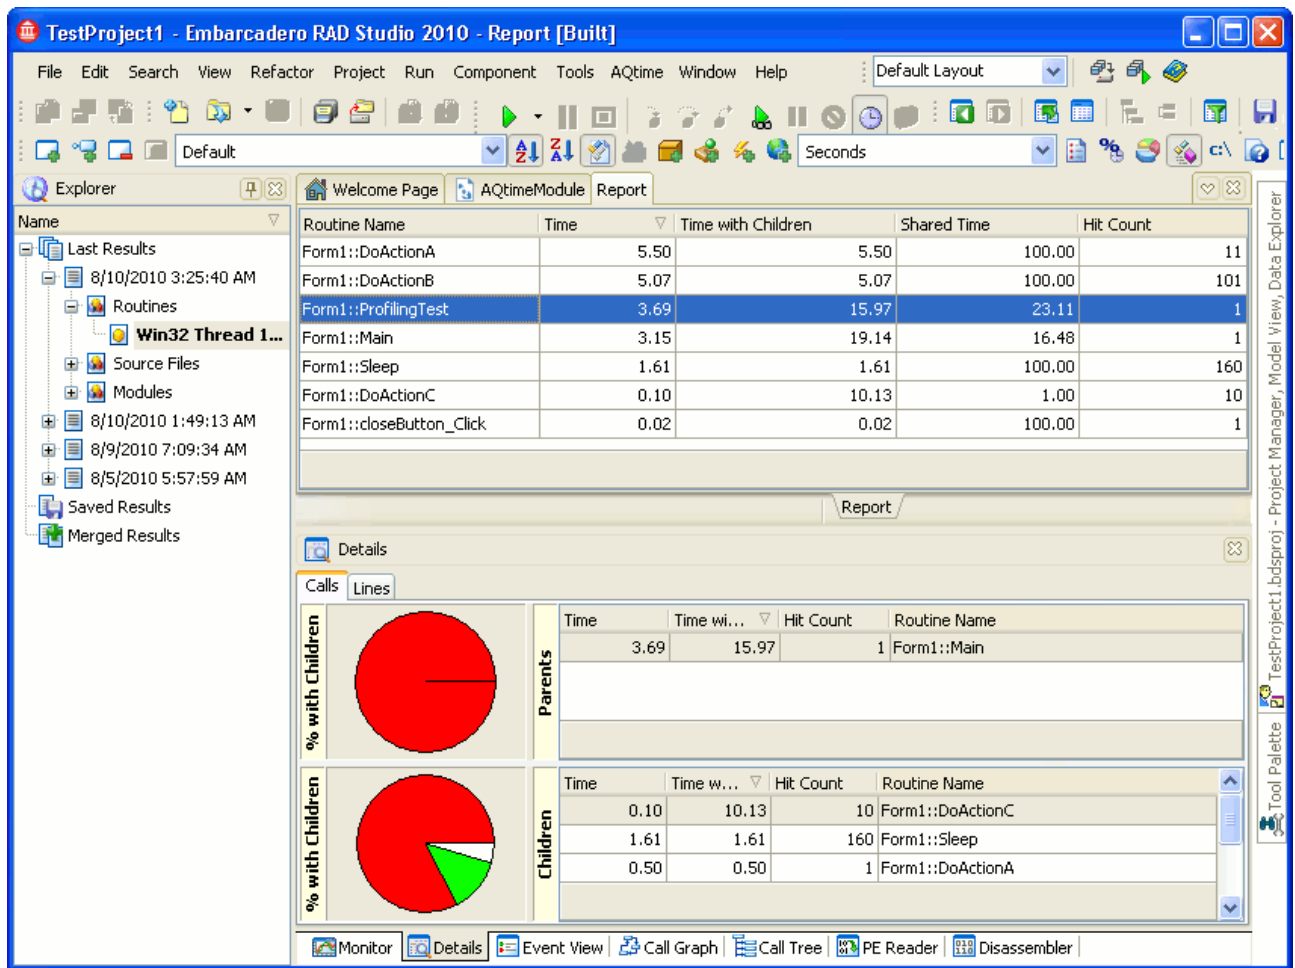 TestProject1 - Embarcadero RAD Studio 2010 - Report [Built]
File Edit Search View Refactor Project Run Component Tools AQtime Window Help Default Layout
Default Seconds c:\
Explorer
Name
Last Results
8/10/2010 3:25:40 AM
Routines
Win32 Thread 1...
Source Files
Modules
8/10/2010 1:49:13 AM
8/9/2010 7:09:34 AM
8/5/2010 5:57:59 AM
Saved Results
Merged Results
Welcome Page AQtimeModule Report
Routine Name Time Time with Children Shared Time Hit Count
Form1::DoActionA 5.50 5.50 100.00 11
Form1::DoActionB 5.07 5.07 100.00 101
Form1::ProfilingTest 3.69 15.97 23.11 1
Form1::Main 3.15 19.14 16.48 1
Form1::Sleep 1.61 1.61 100.00 160
Form1::DoActionC 0.10 10.13 1.00 10
Form1::closeButton_Click 0.02 0.02 100.00 1
Report
Details
Calls Lines
% with Children
Parents
Time Time wi... Hit Count Routine Name
3.69 15.97 1 Form1::Main
% with Children
Children
Time Time w... Hit Count Routine Name
0.10 10.13 10 Form1::DoActionC
1.61 1.61 160 Form1::Sleep
0.50 0.50 1 Form1::DoActionA
Monitor Details Event View Call Graph Call Tree PE Reader Disassembler
TestProject1.bdsproj - Project Manager, Model View, Data Explorer
Tool Palette